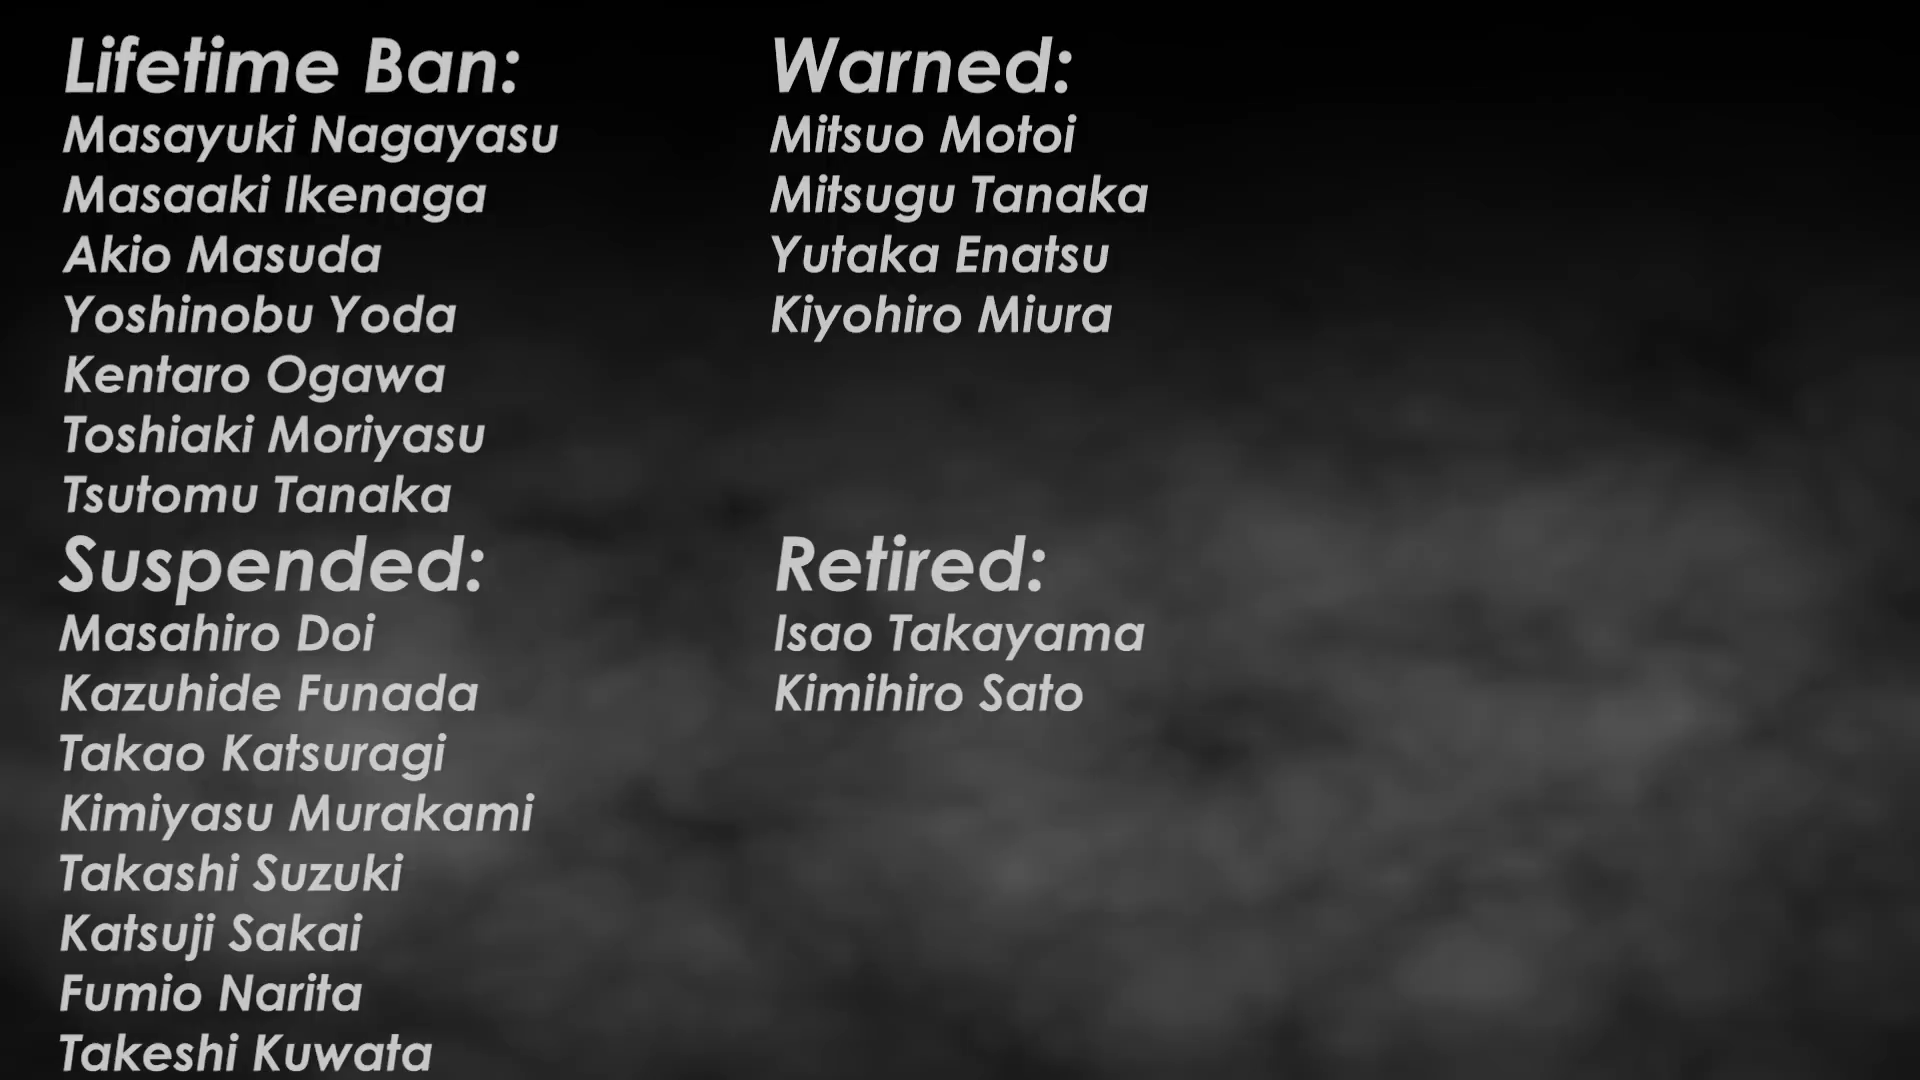 Lifetime Ban:
Masayuki Nagayasu
Masaaki Ikenaga
Akio Masuda
Yoshinobu Yoda
Kentaro Ogawa
Toshiaki Moriyasu
Tsutomu Tanaka
Suspended:
Masahiro Doi
Kazuhide Funada
Takao Katsuragi
Kimiyasu Murakami
Takashi Suzuki
Katsuji Sakai
Fumio Narita
Takeshi Kuwata
Warned:
Mitsuo Motoi
Mitsugu Tanaka
Yutaka Enatsu
Kiyohiro Miura
Retired:
Isao Takayama
Kimihiro Sato